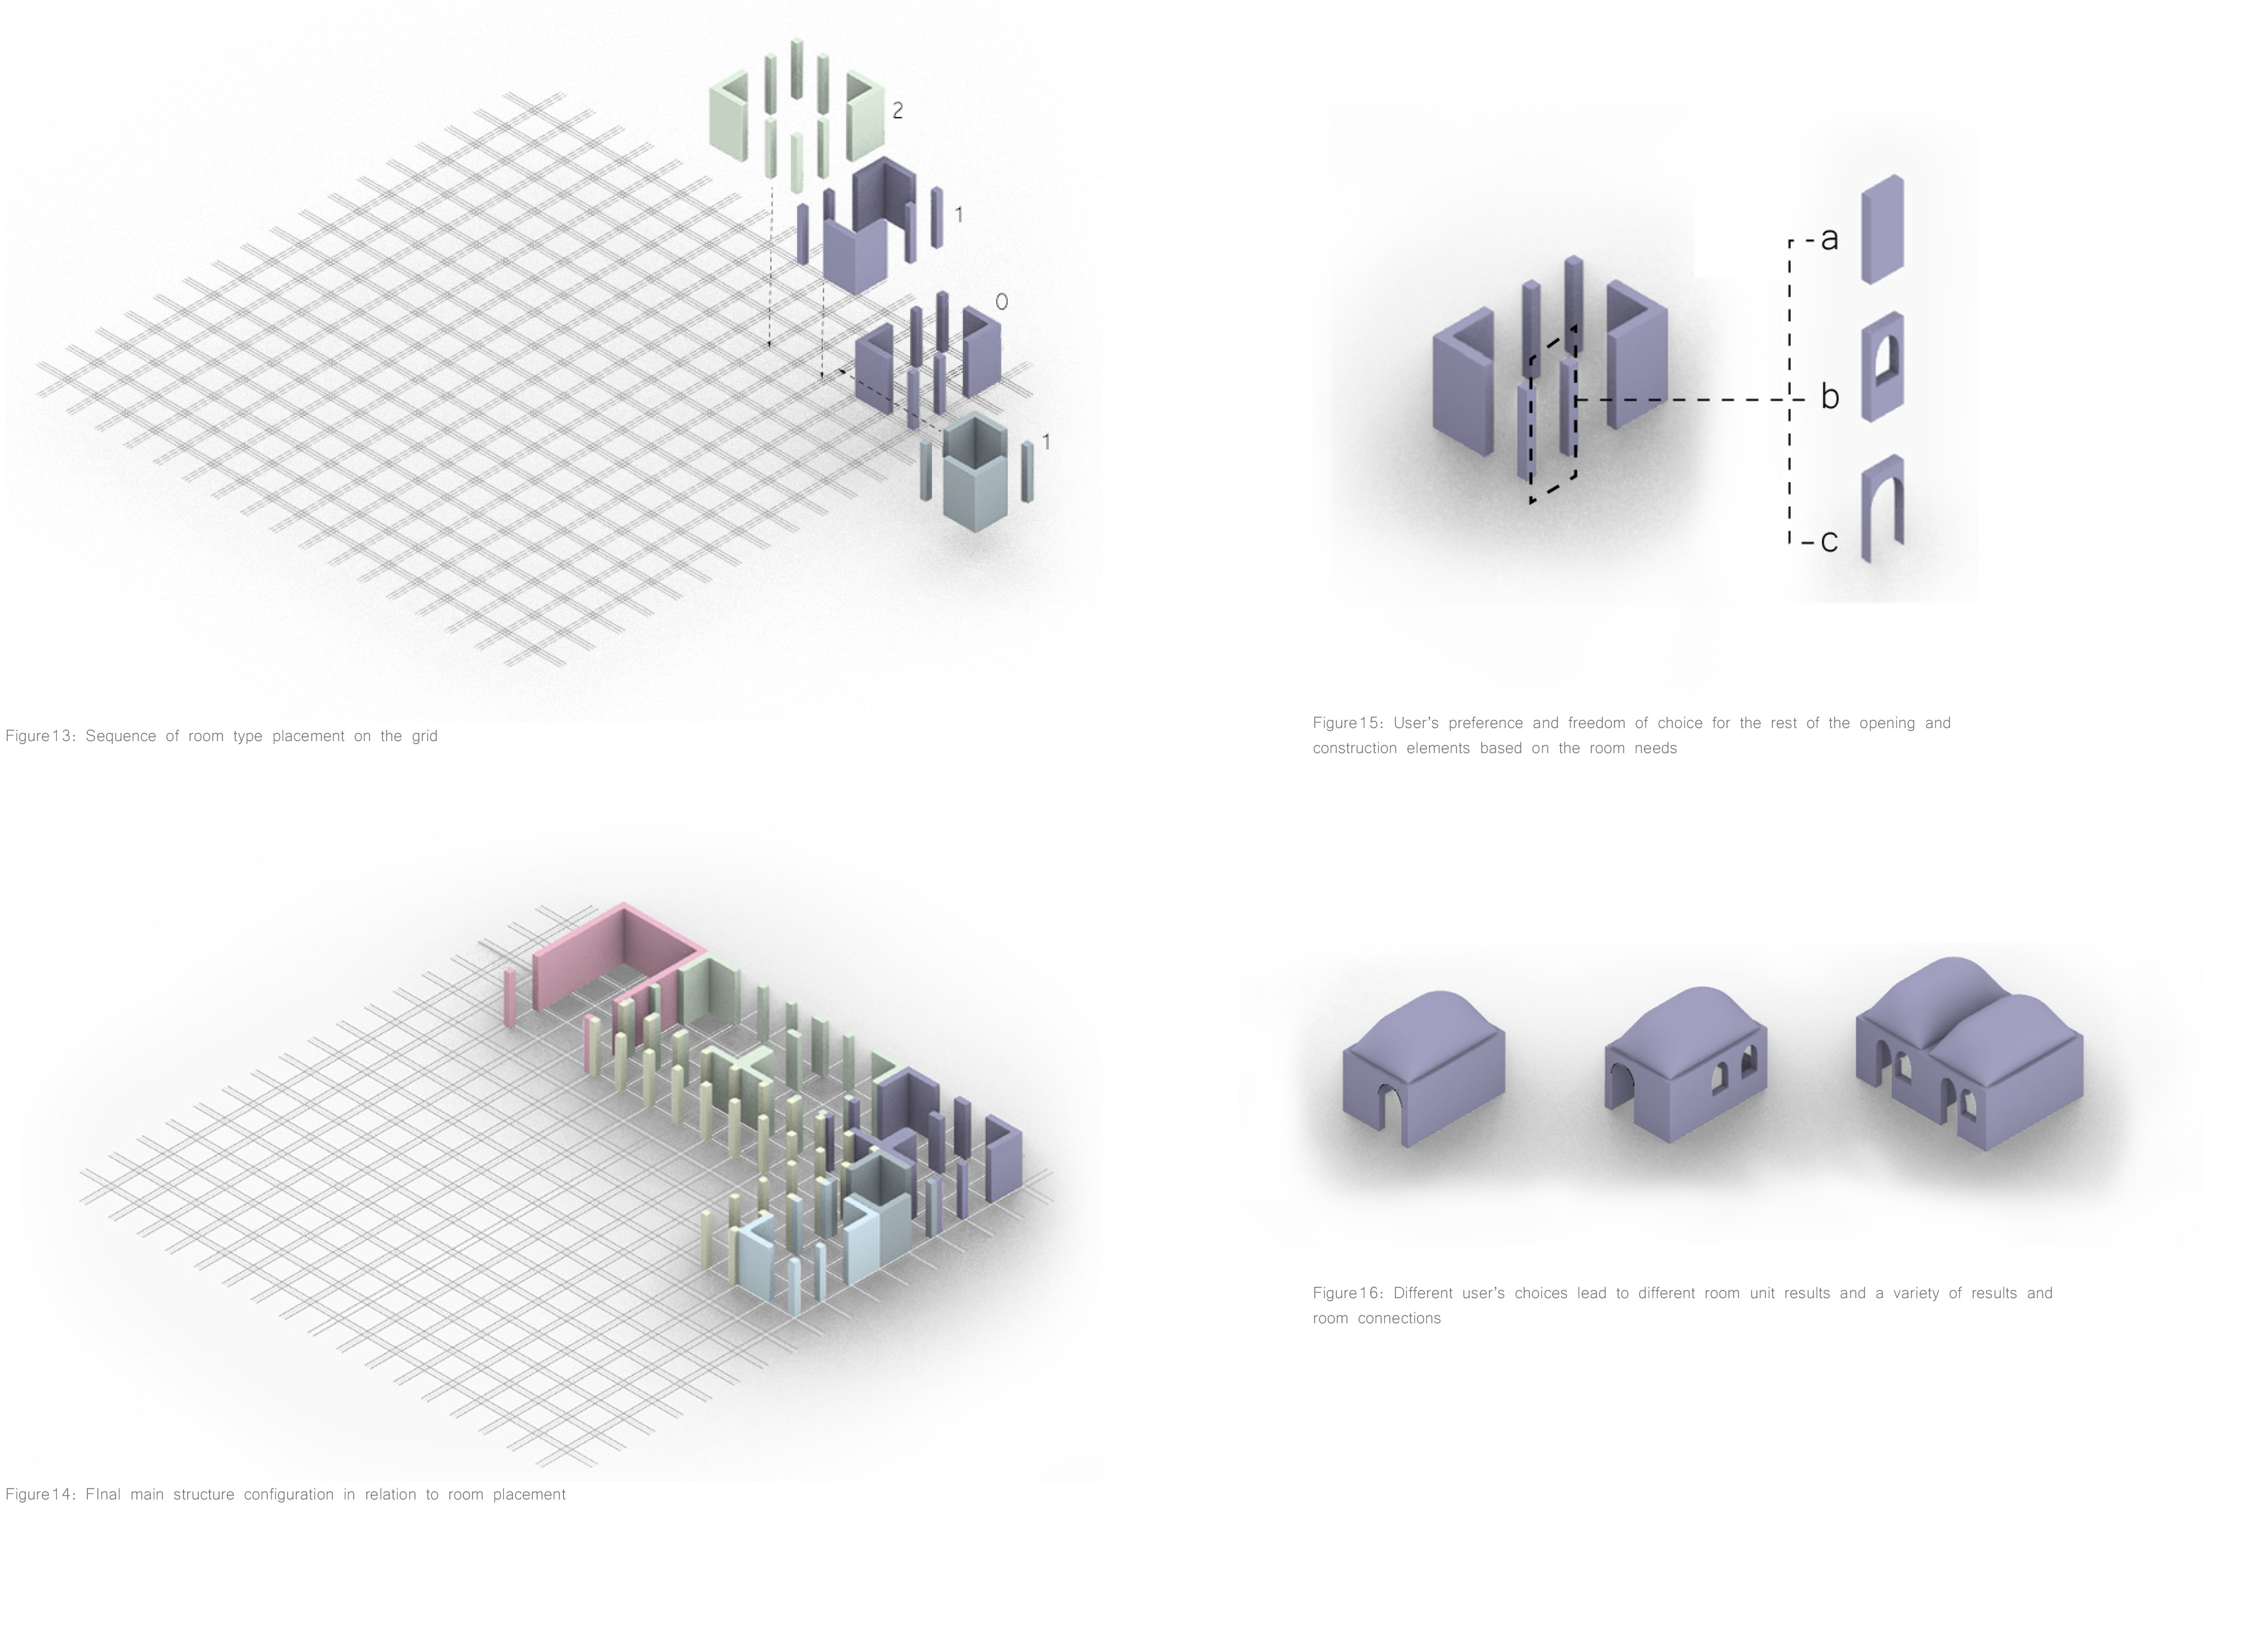 2
1
0
1
Figure13: Sequence of room type placement on the grid
Figure14: FInal main structure configuration in relation to room placement
a
b
c
Figure15: User's preference and freedom of choice for the rest of the opening and
construction elements based on the room needs
Figure16: Different user's choices lead to different room unit results and a variety of results and
room connections